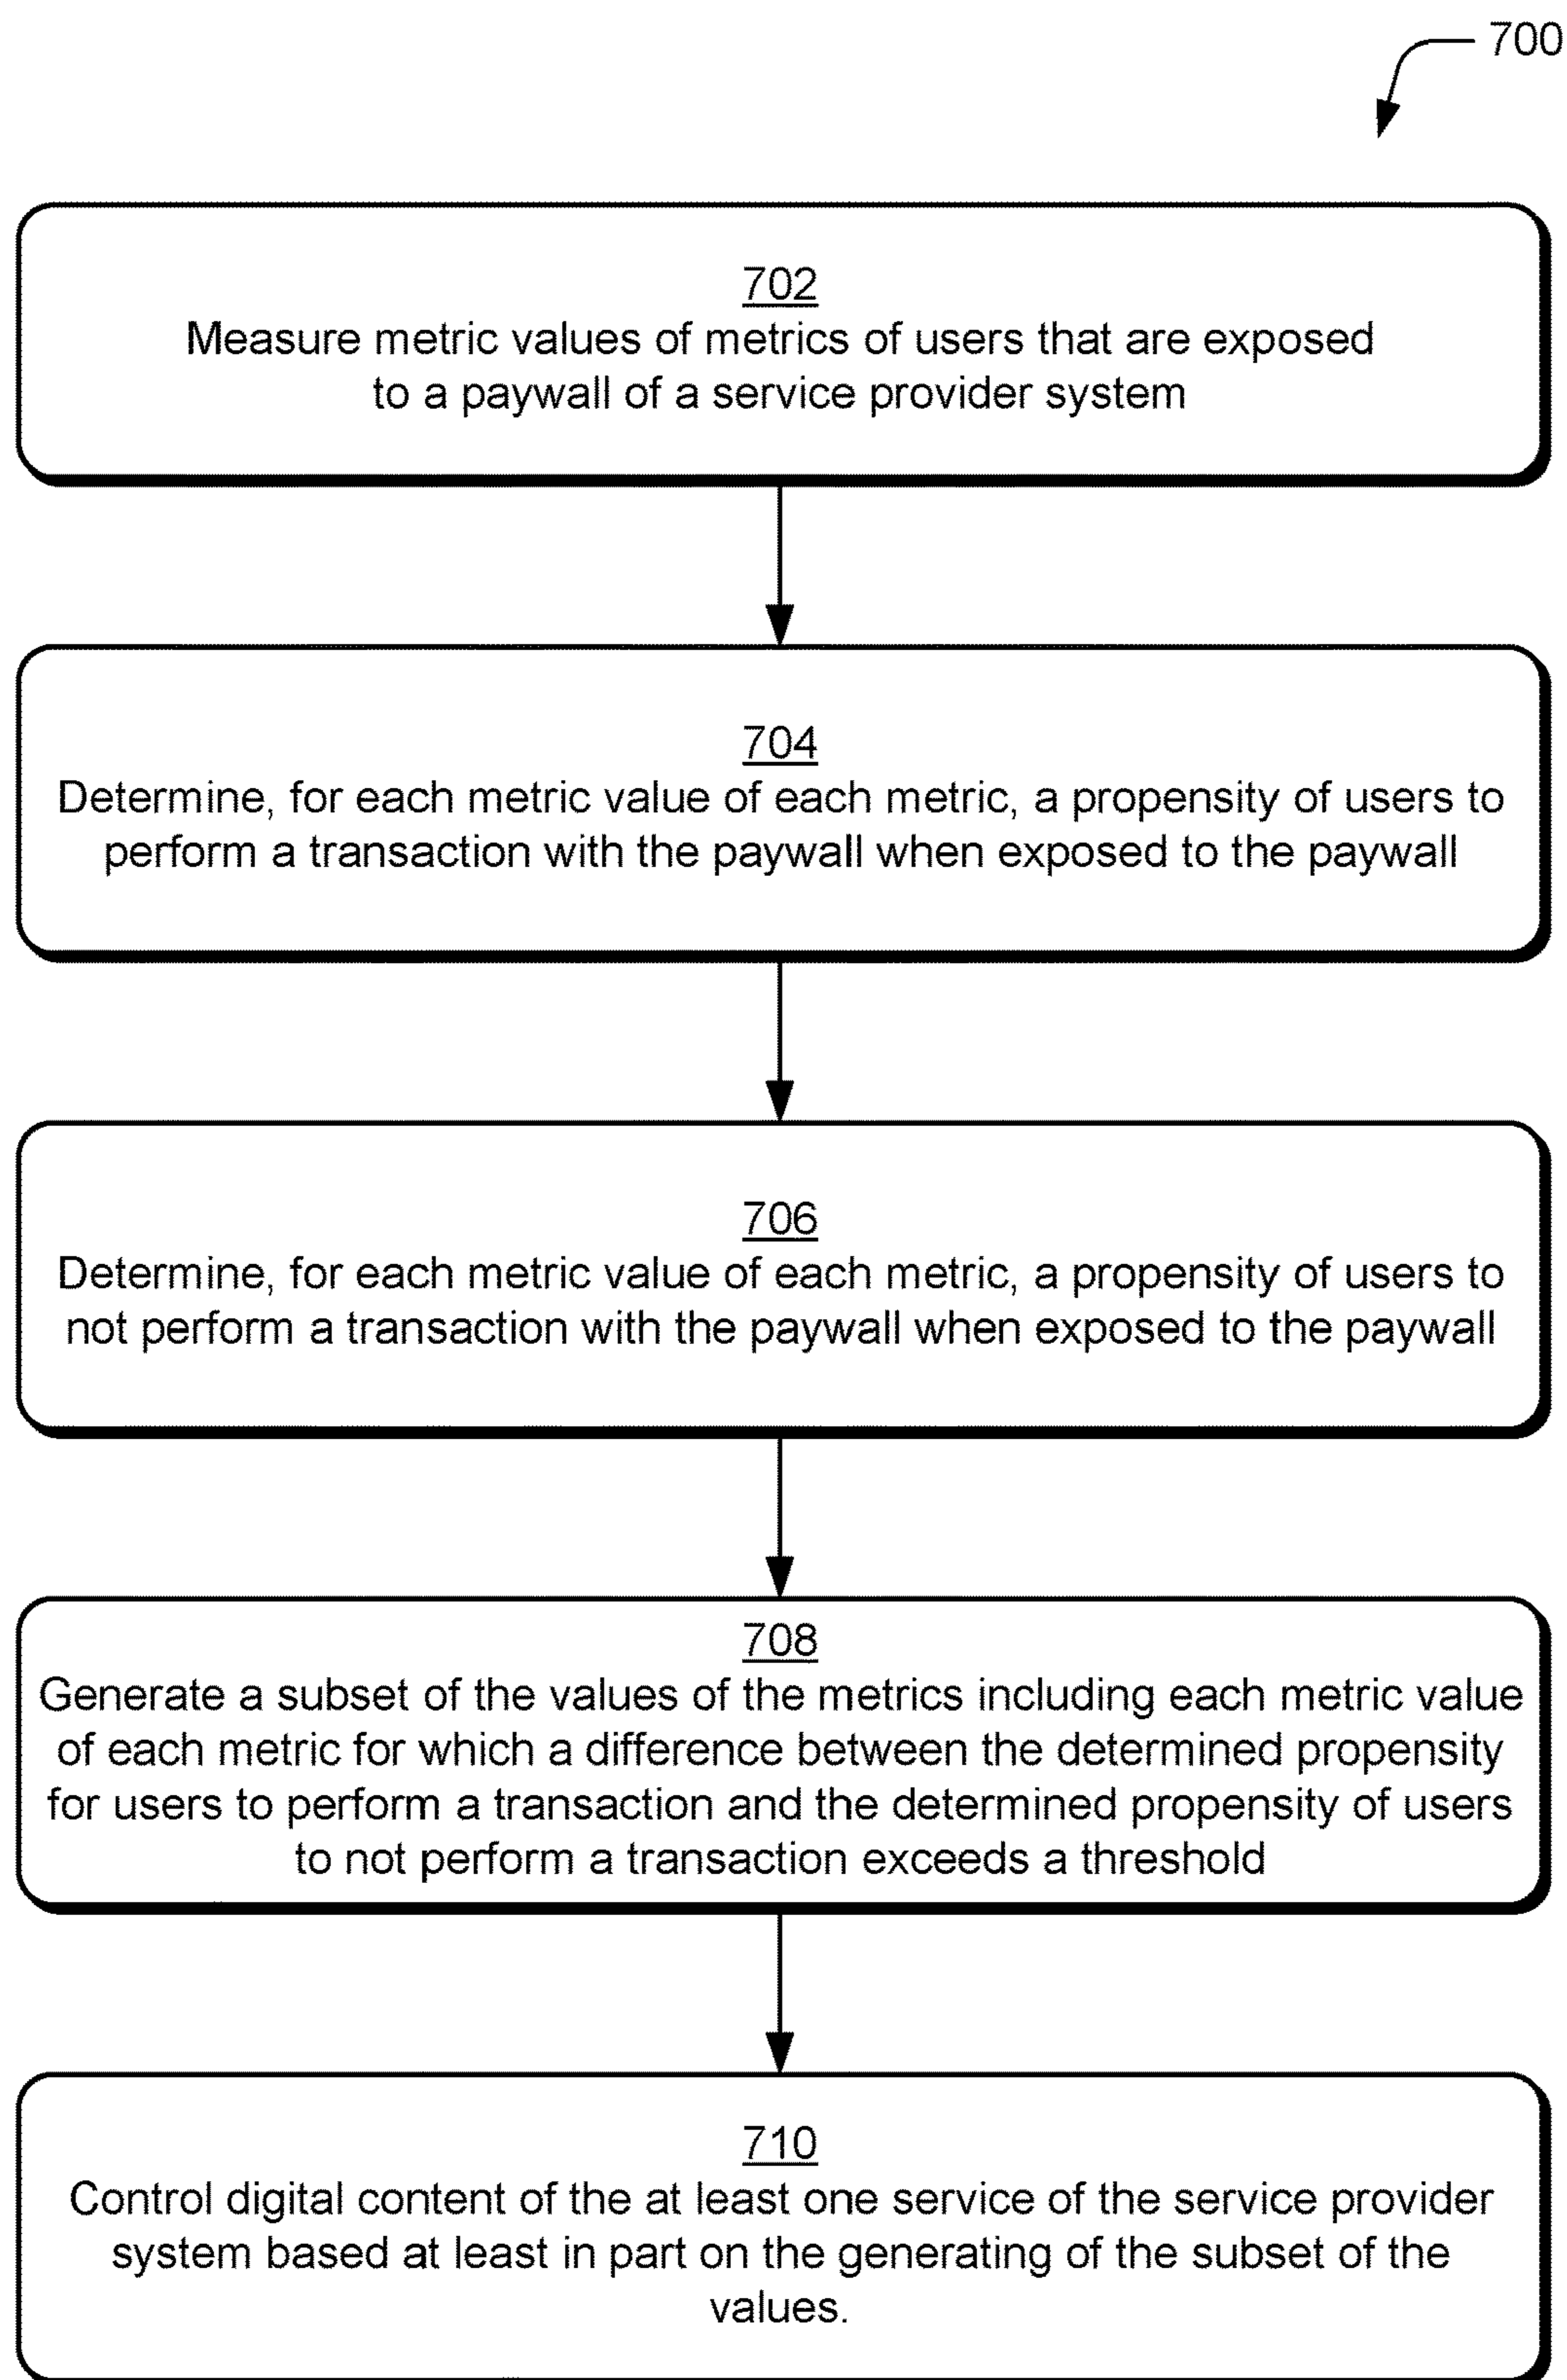 700
702
Measure metric values of metrics of users that are exposed
to a paywall of a service provider system
704
Determine, for each metric value of each metric, a propensity of users to
perform a transaction with the paywall when exposed to the paywall
706
Determine, for each metric value of each metric, a propensity of users to
not perform a transaction with the paywall when exposed to the paywall
708
Generate a subset of the values of the metrics including each metric value
of each metric for which a difference between the determined propensity
for users to perform a transaction and the determined propensity of users
to not perform a transaction exceeds a threshold
710
Control digital content of the at least one service of the service provider
system based at least in part on the generating of the subset of the
values.